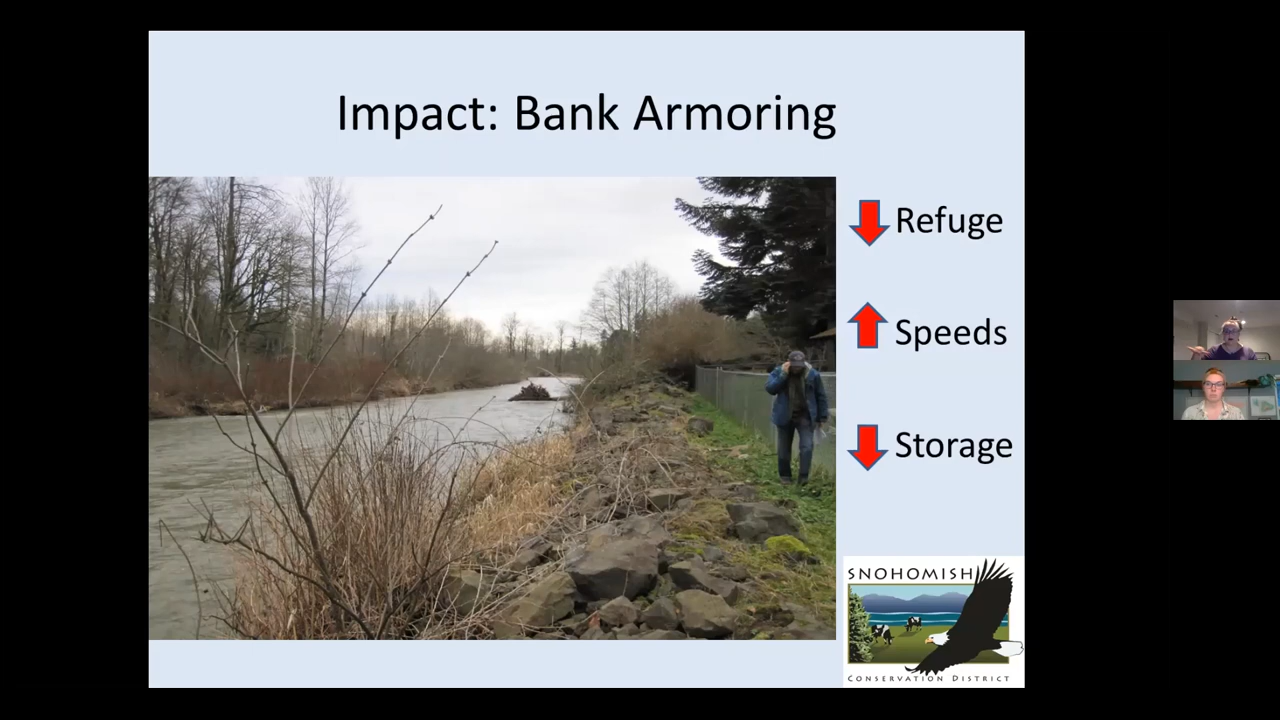 Impact: Bank Armoring
Refuge
Speeds
Storage
SNOHOMISH
CONSERVATION DISTRICT